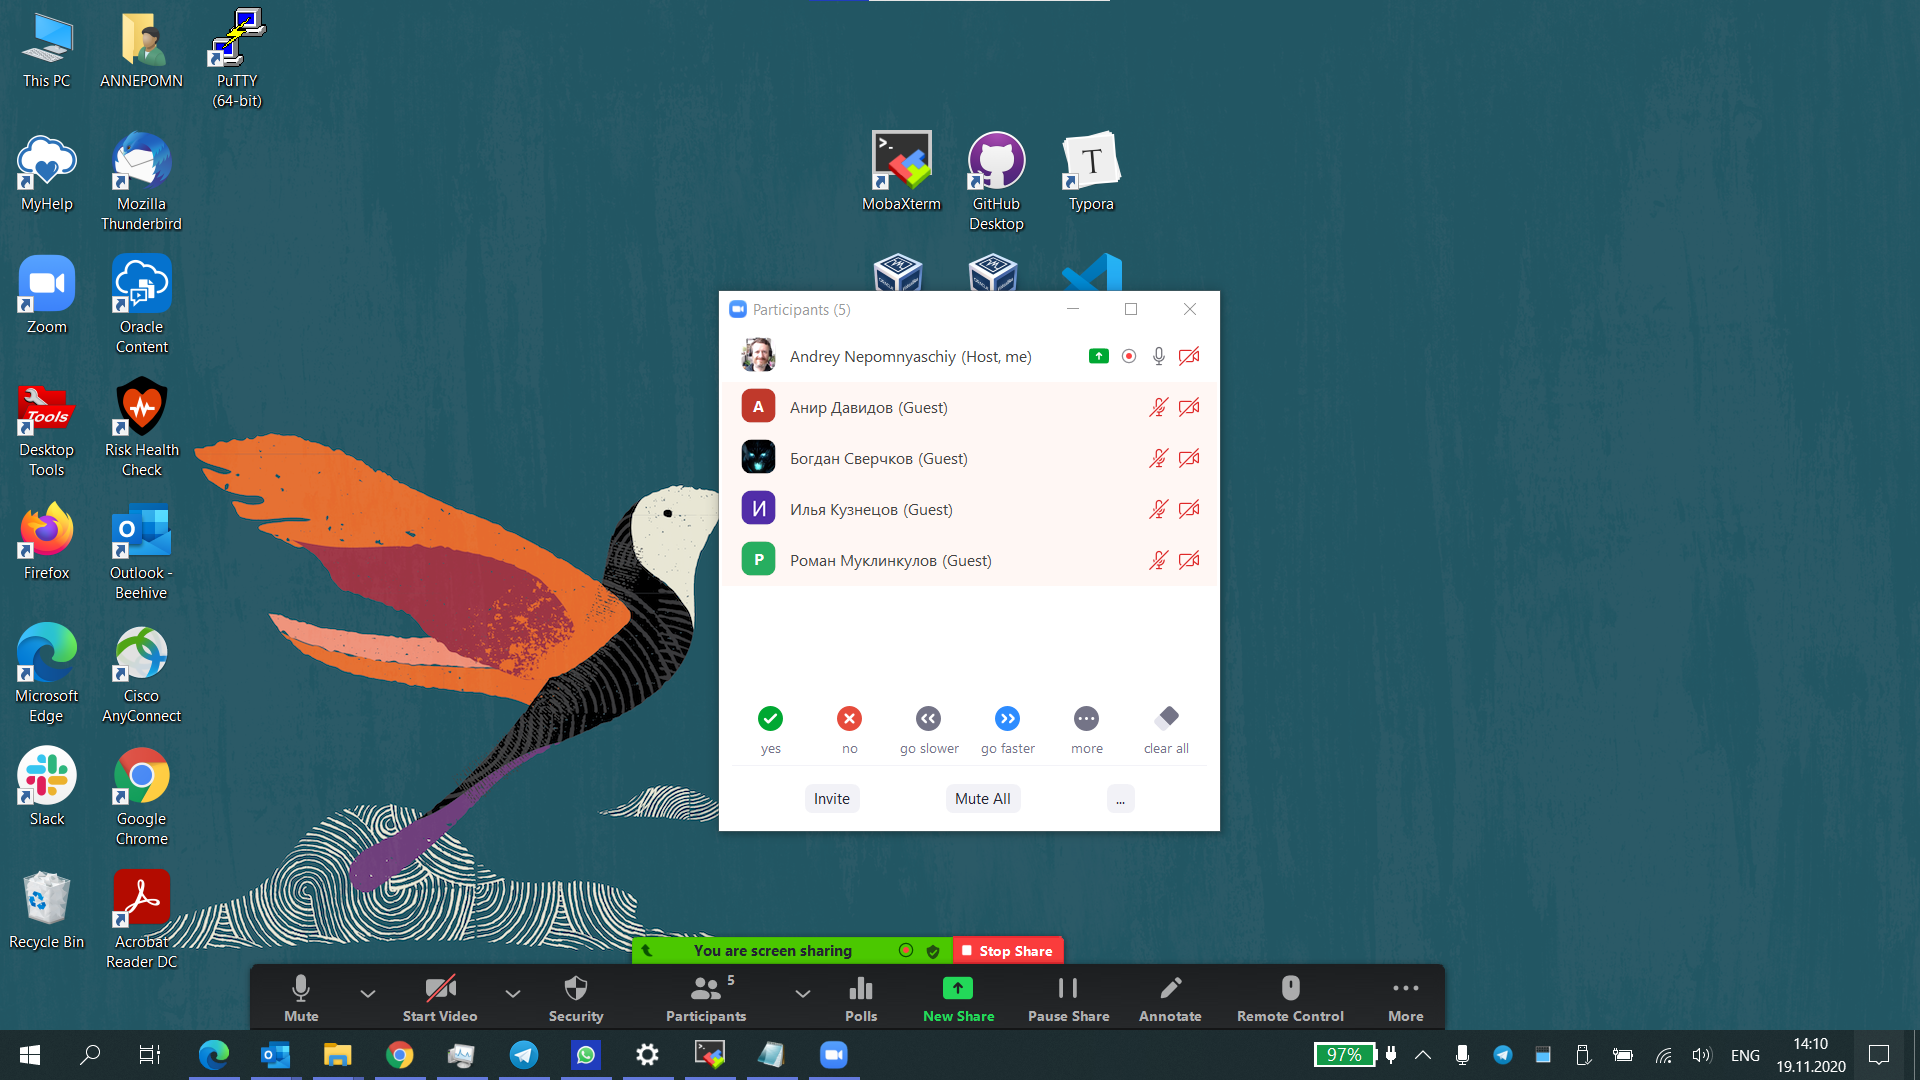 This PC
ANNEPOMN
PuTTY
(64-bit)
MyHelp
Mozilla
Thunderbird
MobaXterm
GitHub
Desktop
T
Typora
Zoom
Oracle
Content
Tools
Desktop
Tools
Risk Health
Check
Firefox
Outlook -
Beehive
Microsoft
Edge
Cisco
AnyConnect
Slack
Google
Chrome
Recycle Bin
Acrobat
Reader DC
Participants (5)
Andrey Nepomnyaschiy (Host, me)
А Анир Давидов (Guest)
Богдан Сверчков (Guest)
И Илья Кузнецов (Guest)
Р Роман Муклинкулов (Guest)
yes no go slower go faster more clear all
Invite Mute All ...
You are screen sharing Stop Share
5
Mute Start Video Security Participants Polls New Share Pause Share Annotate Remote Control More
97% ENG 14:10
19.11.2020